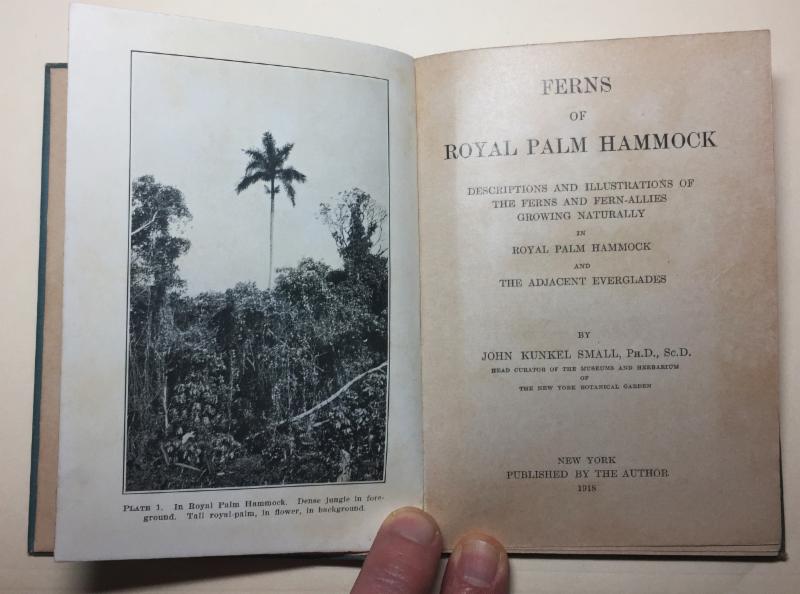 PLATE 1. In Royal Palm Hammock. Dense jungle in fore-
ground. Tall royal-palm, in flower, in background.
FERNS
OF
ROYAL PALM HAMMOCK
DESCRIPTIONS AND ILLUSTRATIONS OF
THE FERNS AND FERN-ALLIES
GROWING NATURALLY
IN
ROYAL PALM HAMMOCK
AND
THE ADJACENT EVERGLADES
BY
JOHN KUNKEL SMALL, PH.D., SC.D.
HEAD CURATOR OF THE MUSEUMS AND HERBARIUM
OF
THE NEW YORK BOTANICAL GARDEN
NEW YORK
PUBLISHED BY THE AUTHOR
1918